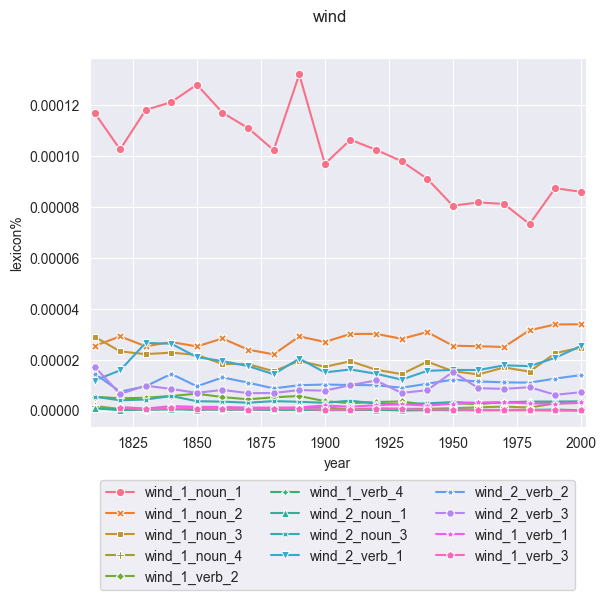 wind
0.00012
0.00010
0.00008
0.00006
0.00004
0.00002
0.00000
lexicon%
1825 1850 1875 1900 1925 1950 1975 2000
year
wind_1_noun_1 wind_1_verb_4 wind_2_verb_2
wind_1_noun_2 wind_2_noun_1 wind_2_verb_3
wind_1_noun_3 wind_2_noun_3 wind_1_verb_1
wind_1_noun_4 wind_2_verb_1 wind_1_verb_3
wind_1_verb_2